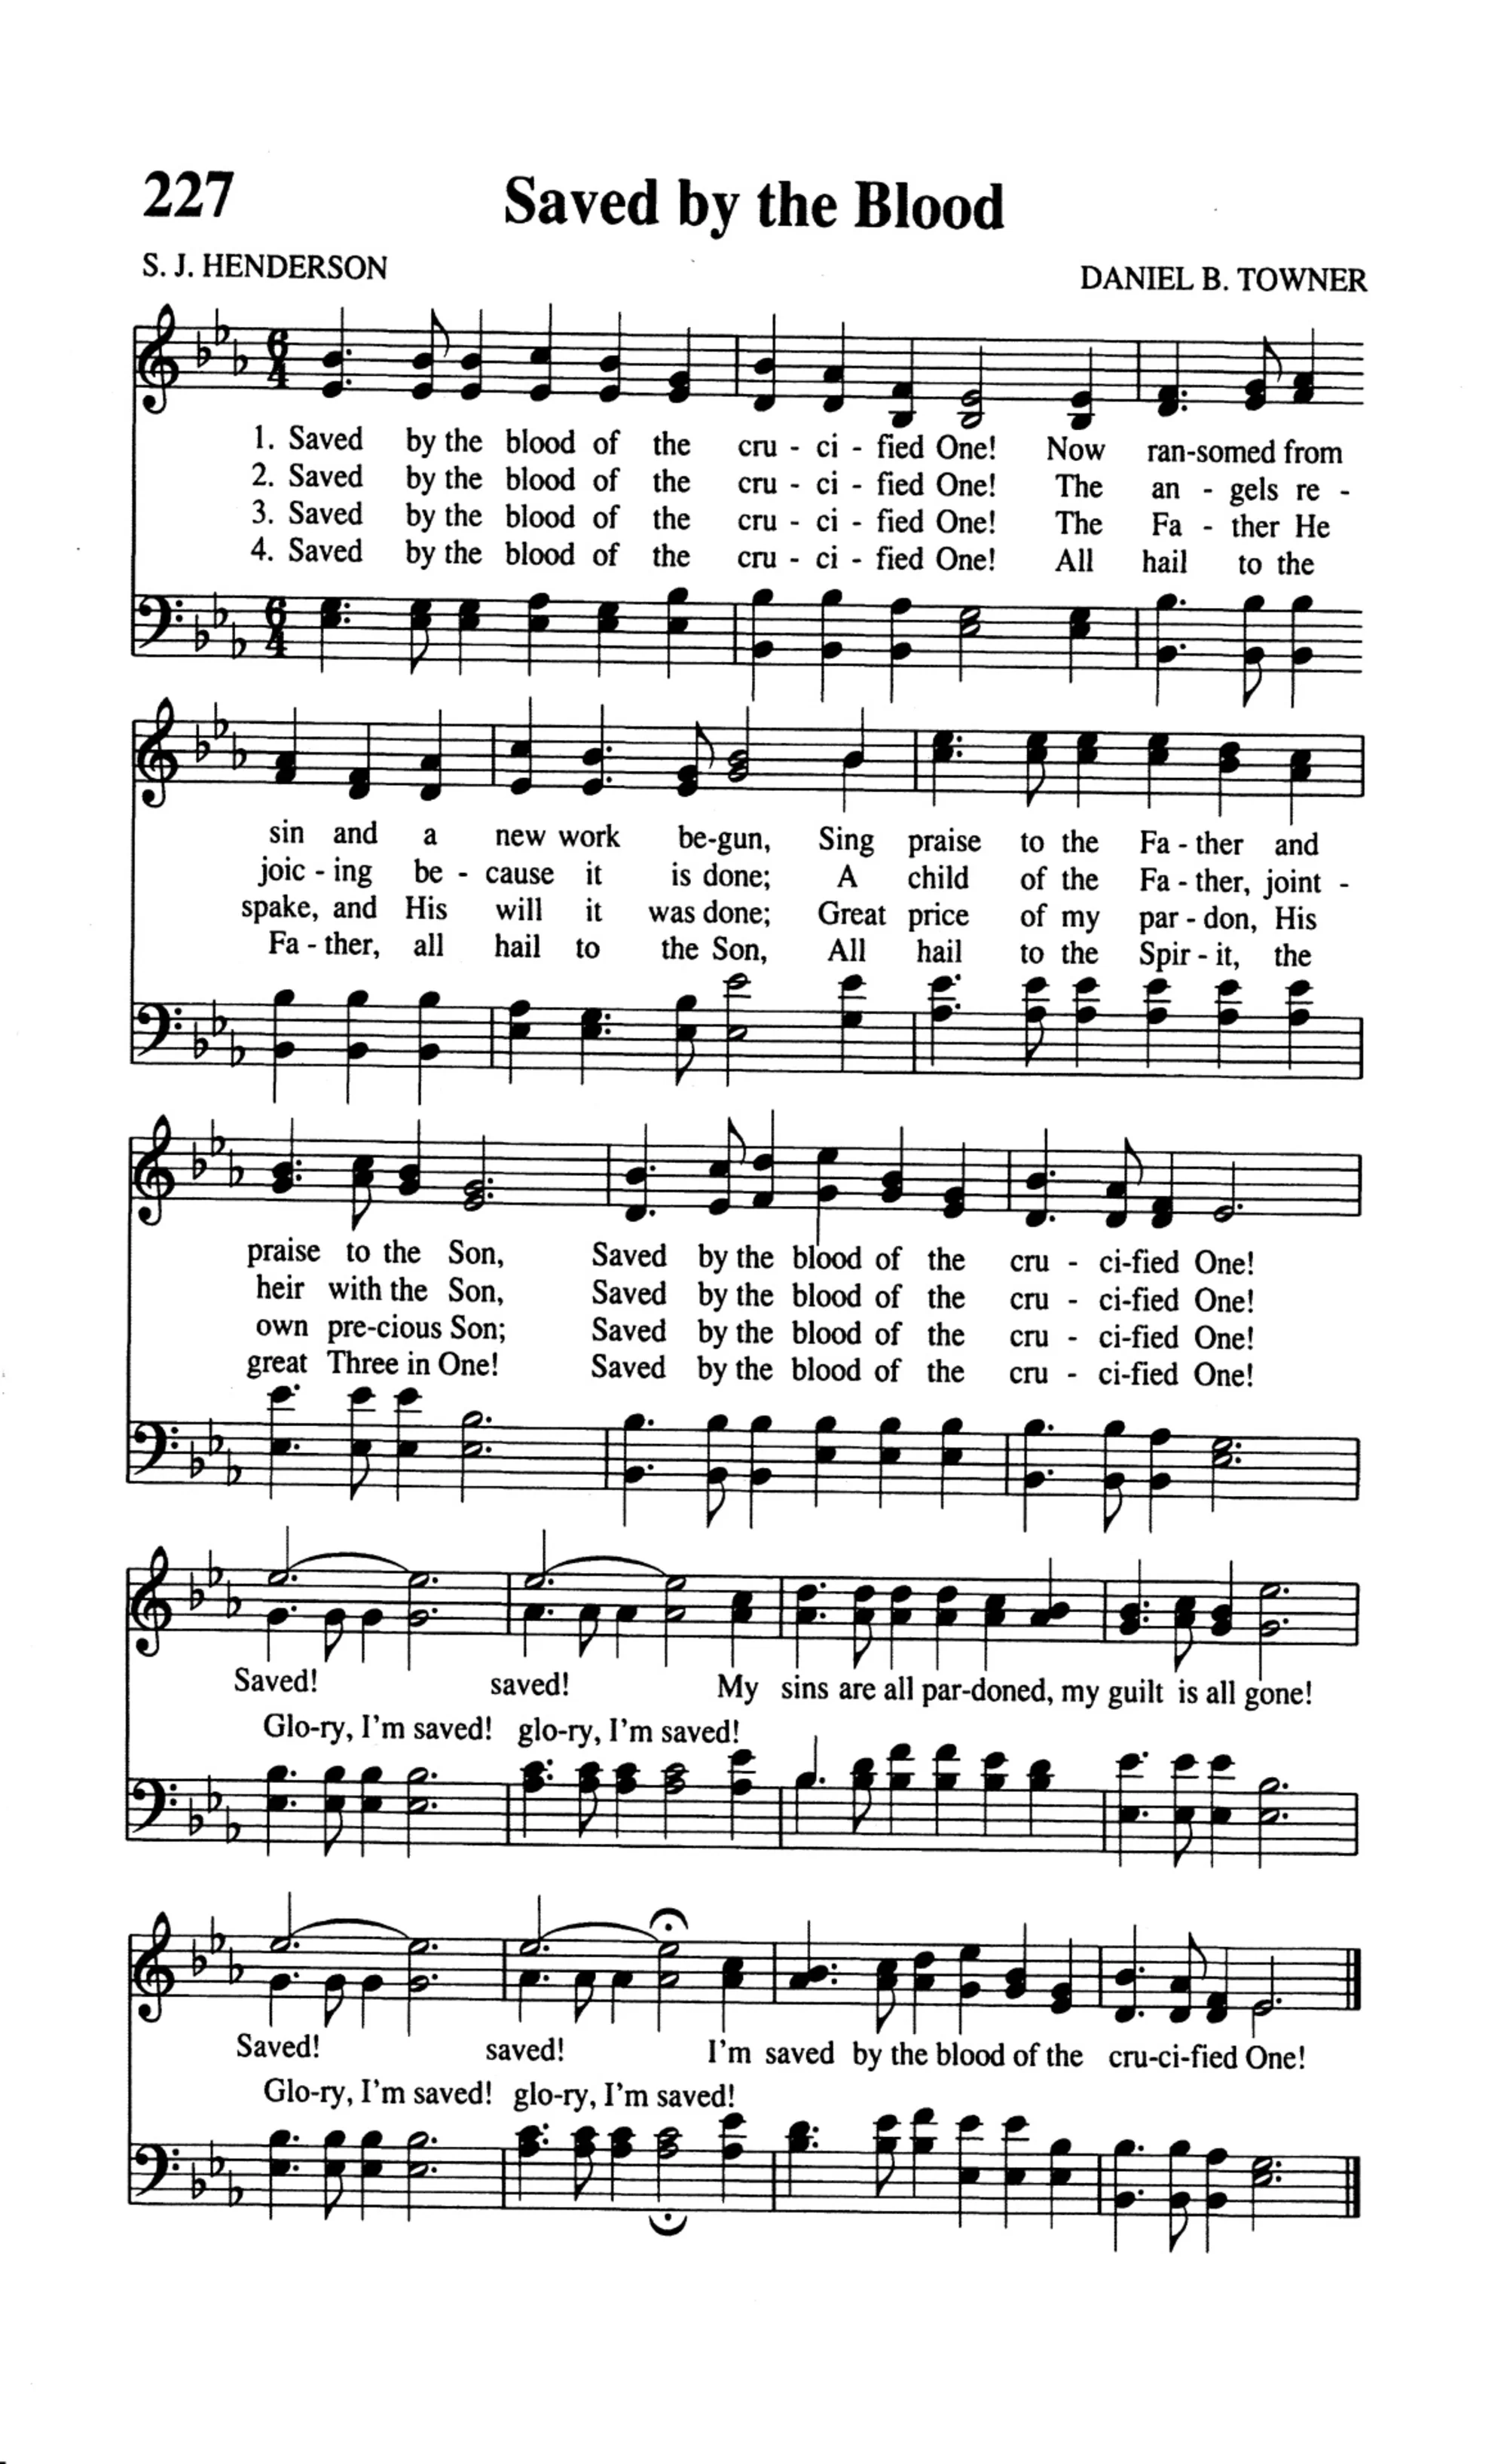 227
Saved by the Blood
S. J. HENDERSON
DANIEL B. TOWNER
1. Saved by the blood of the cru - ci - fied One! Now ran-somed from
2. Saved by the blood of the cru - ci - fied One! The an - gels re -
3. Saved by the blood of the cru - ci - fied One! The Fa - ther He
4. Saved by the blood of the cru - ci - fied One! All hail to the
sin and a new work be-gun, Sing praise to the Fa - ther and
joic - ing be - cause it is done; A child of the Fa - ther, joint -
spake, and His will it was done; Great price of my par - don, His
Fa - ther, all hail to the Son, All hail to the Spir - it, the
praise to the Son, Saved by the blood of the cru - ci-fied One!
heir with the Son, Saved by the blood of the cru - ci-fied One!
own pre-cious Son; Saved by the blood of the cru - ci-fied One!
great Three in One! Saved by the blood of the cru - ci-fied One!
Saved! saved! My sins are all par-doned, my guilt is all gone!
Glo-ry, I'm saved! glo-ry, I'm saved!
Saved! saved! I'm saved by the blood of the cru-ci-fied One!
Glo-ry, I'm saved! glo-ry, I'm saved!